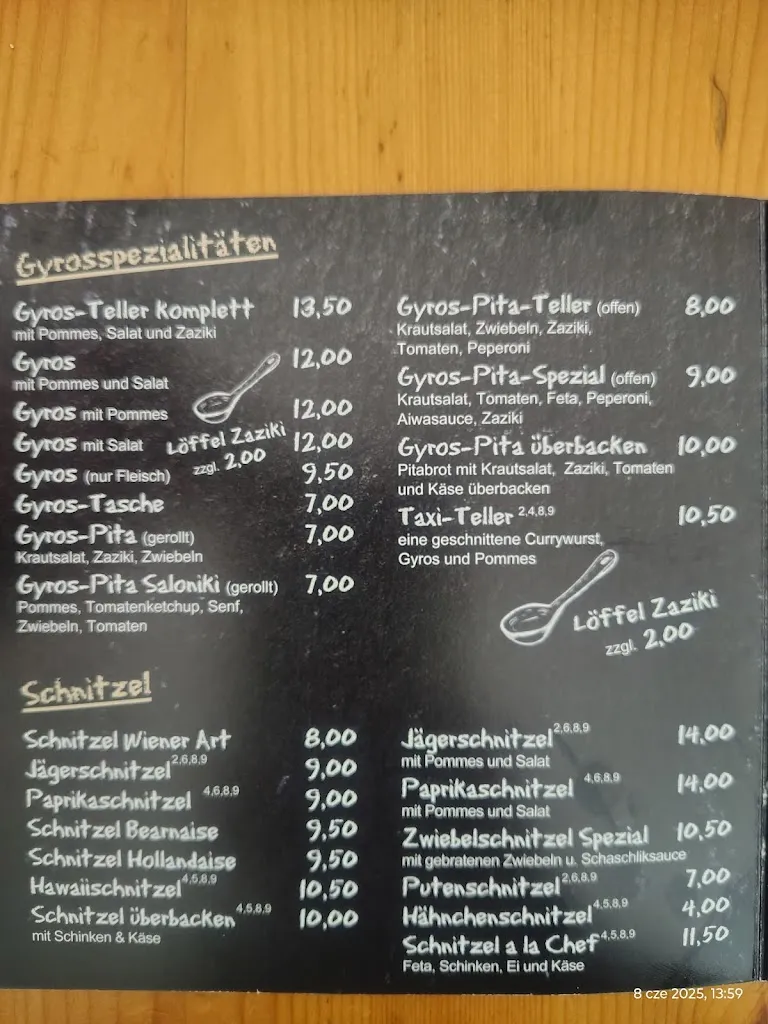 Gyrosspezialitäten
Gyros-Teller komplett 13,50
mit Pommes, Salat und Zaziki
Gyros 12,00
mit Pommes und Salat
Gyros mit Pommes 12,00
Gyros mit Salat 12,00
Löffel Zaziki
zzgl. 2,00
Gyros (nur Fleisch) 9,50
Gyros-Tasche 7,00
Gyros-Pita (gerollt) 7,00
Krautsalat, Zaziki, Zwiebeln
Gyros-Pita Saloniki (gerollt) 7,00
Pommes, Tomatenketchup, Senf,
Zwiebeln, Tomaten
Gyros-Pita-Teller (offen) 8,00
Krautsalat, Zwiebeln, Zaziki,
Tomaten, Peperoni
Gyros-Pita-Spezial (offen) 9,00
Krautsalat, Tomaten, Feta, Peperoni,
Aiwasauce, Zaziki
Gyros-Pita überbacken 10,00
Pitabrot mit Krautsalat, Zaziki, Tomaten
und Käse überbacken
Taxi-Teller 2,4,8,9 10,50
eine geschnittene Currywurst,
Gyros und Pommes
Löffel Zaziki
zzgl. 2,00
Schnitzel
Schnitzel Wiener Art 8,00
Jägerschnitzel 2,6,8,9 9,00
Paprikaschnitzel 4,6,8,9 9,00
Schnitzel Bearnaise 9,50
Schnitzel Hollandaise 9,50
Hawaiischnitzel 4,5,8,9 10,50
Schnitzel überbacken 4,5,8,9 10,00
mit Schinken & Käse
Jägerschnitzel 2,6,8,9 14,00
mit Pommes und Salat
Paprikaschnitzel 4,6,8,9 14,00
mit Pommes und Salat
Zwiebelschnitzel Spezial 10,50
mit gebratenen Zwiebeln u. Schaschliksauce
Putenschnitzel 2,6,8,9 7,00
Hähnchenschnitzel 4,5,8,9 4,00
Schnitzel a la Chef 4,5,8,9 11,50
Feta, Schinken, Ei und Käse
8 cze 2025, 13:59